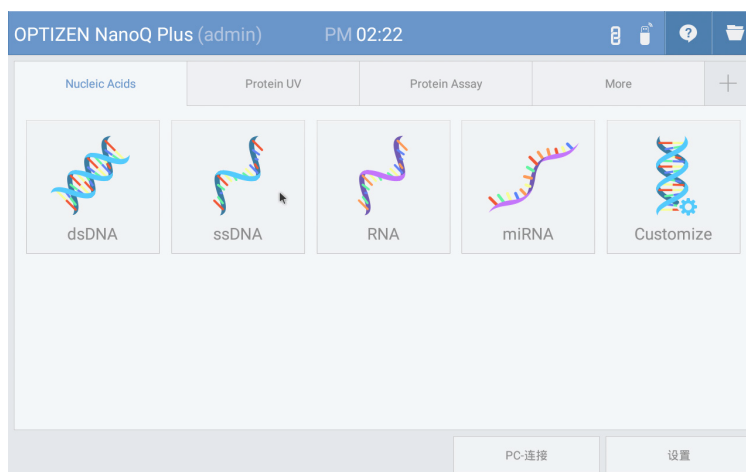 OPTIZEN NanoQ Plus (admin) PM 02:22
Nucleic Acids Protein UV Protein Assay More
dsDNA ssDNA RNA miRNA Customize
PC-连接 设置